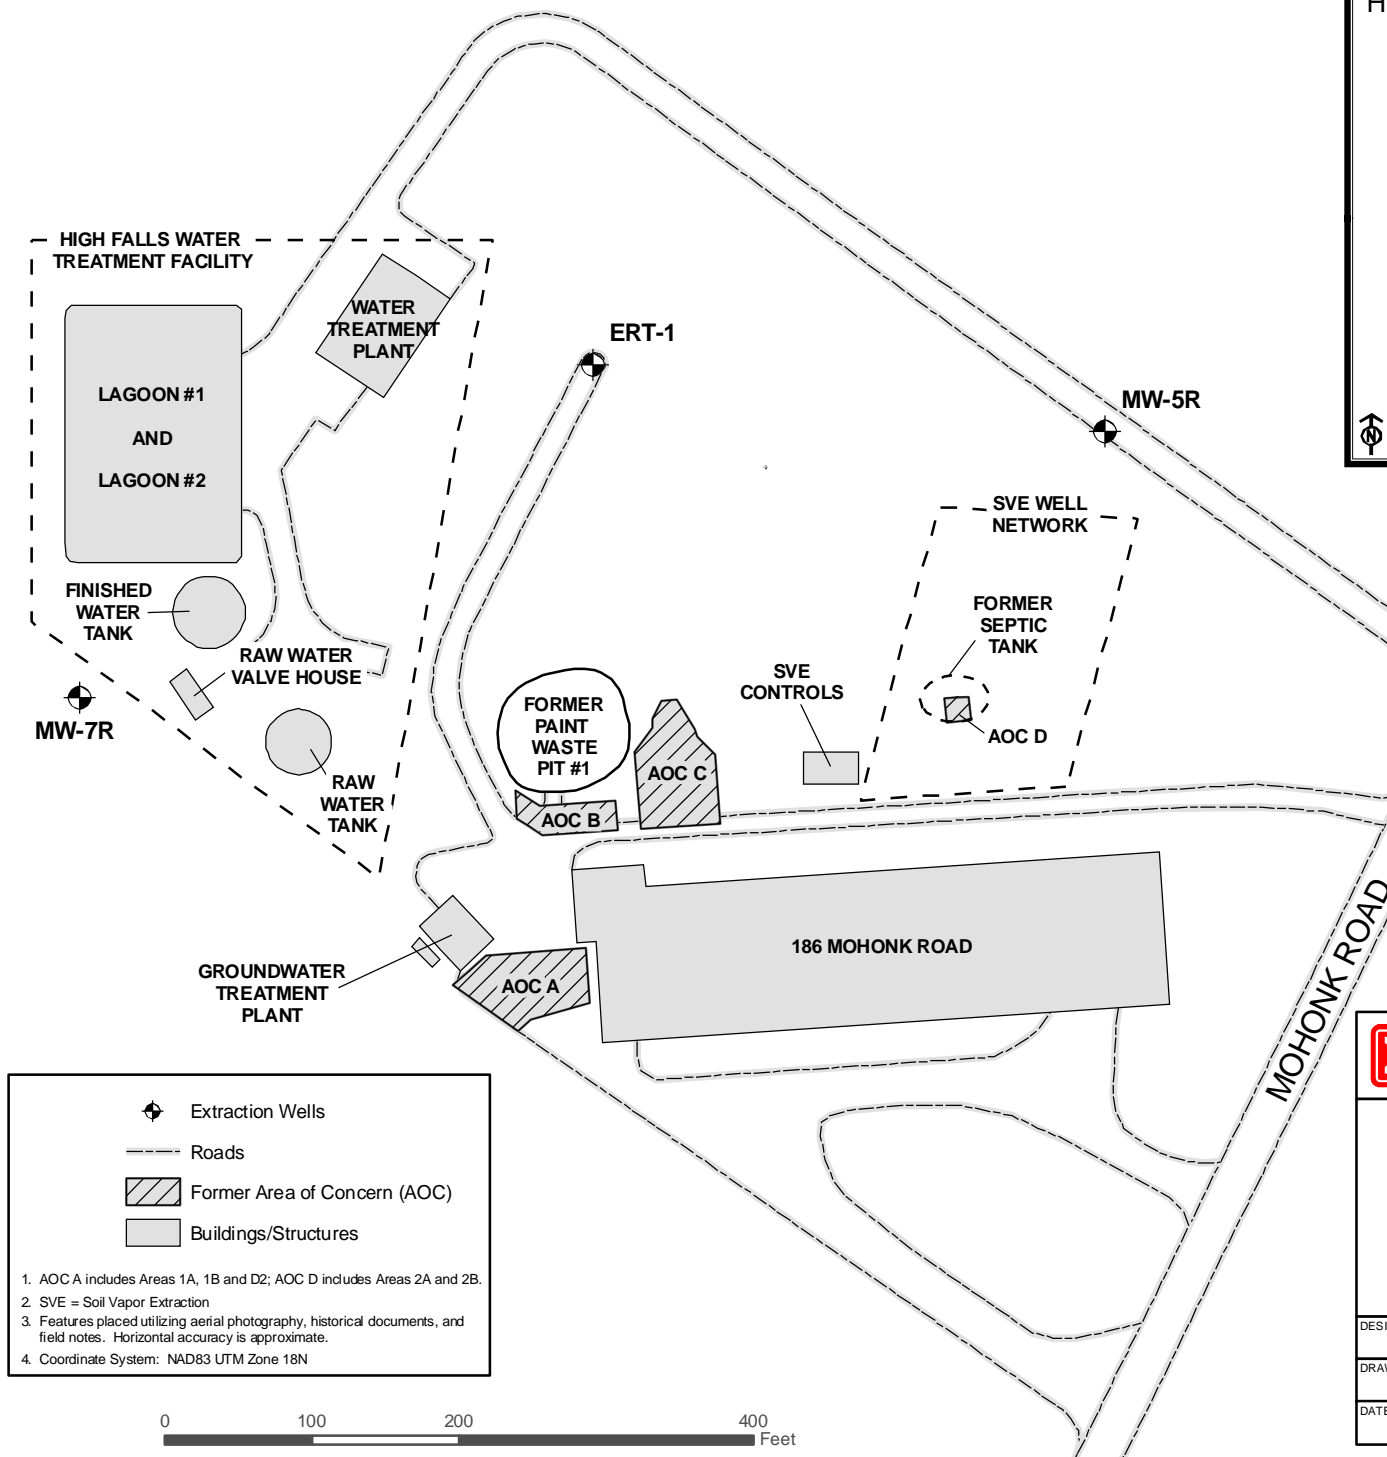 H
HIGH FALLS WATER
TREATMENT FACILITY
WATER
TREATMENT
PLANT
ERT-1
LAGOON #1
AND
LAGOON #2
MW-5R
N
SVE WELL
NETWORK
FINISHED
WATER
TANK
FORMER
SEPTIC
TANK
RAW WATER
VALVE HOUSE
SVE
CONTROLS
MW-7R
FORMER
PAINT
WASTE
PIT #1
AOC D
AOC C
RAW
WATER
TANK
AOC B
186 MOHONK ROAD
MOHONK ROAD
GROUNDWATER
TREATMENT
PLANT
AOC A
Extraction Wells
Roads
Former Area of Concern (AOC)
Buildings/Structures
1. AOC A includes Areas 1A, 1B and D2; AOC D includes Areas 2A and 2B.
2. SVE = Soil Vapor Extraction
3. Features placed utilizing aerial photography, historical documents, and
field notes. Horizontal accuracy is approximate.
4. Coordinate System: NAD83 UTM Zone 18N
0 100 200 400
Feet
DESI
DRAW
DATE